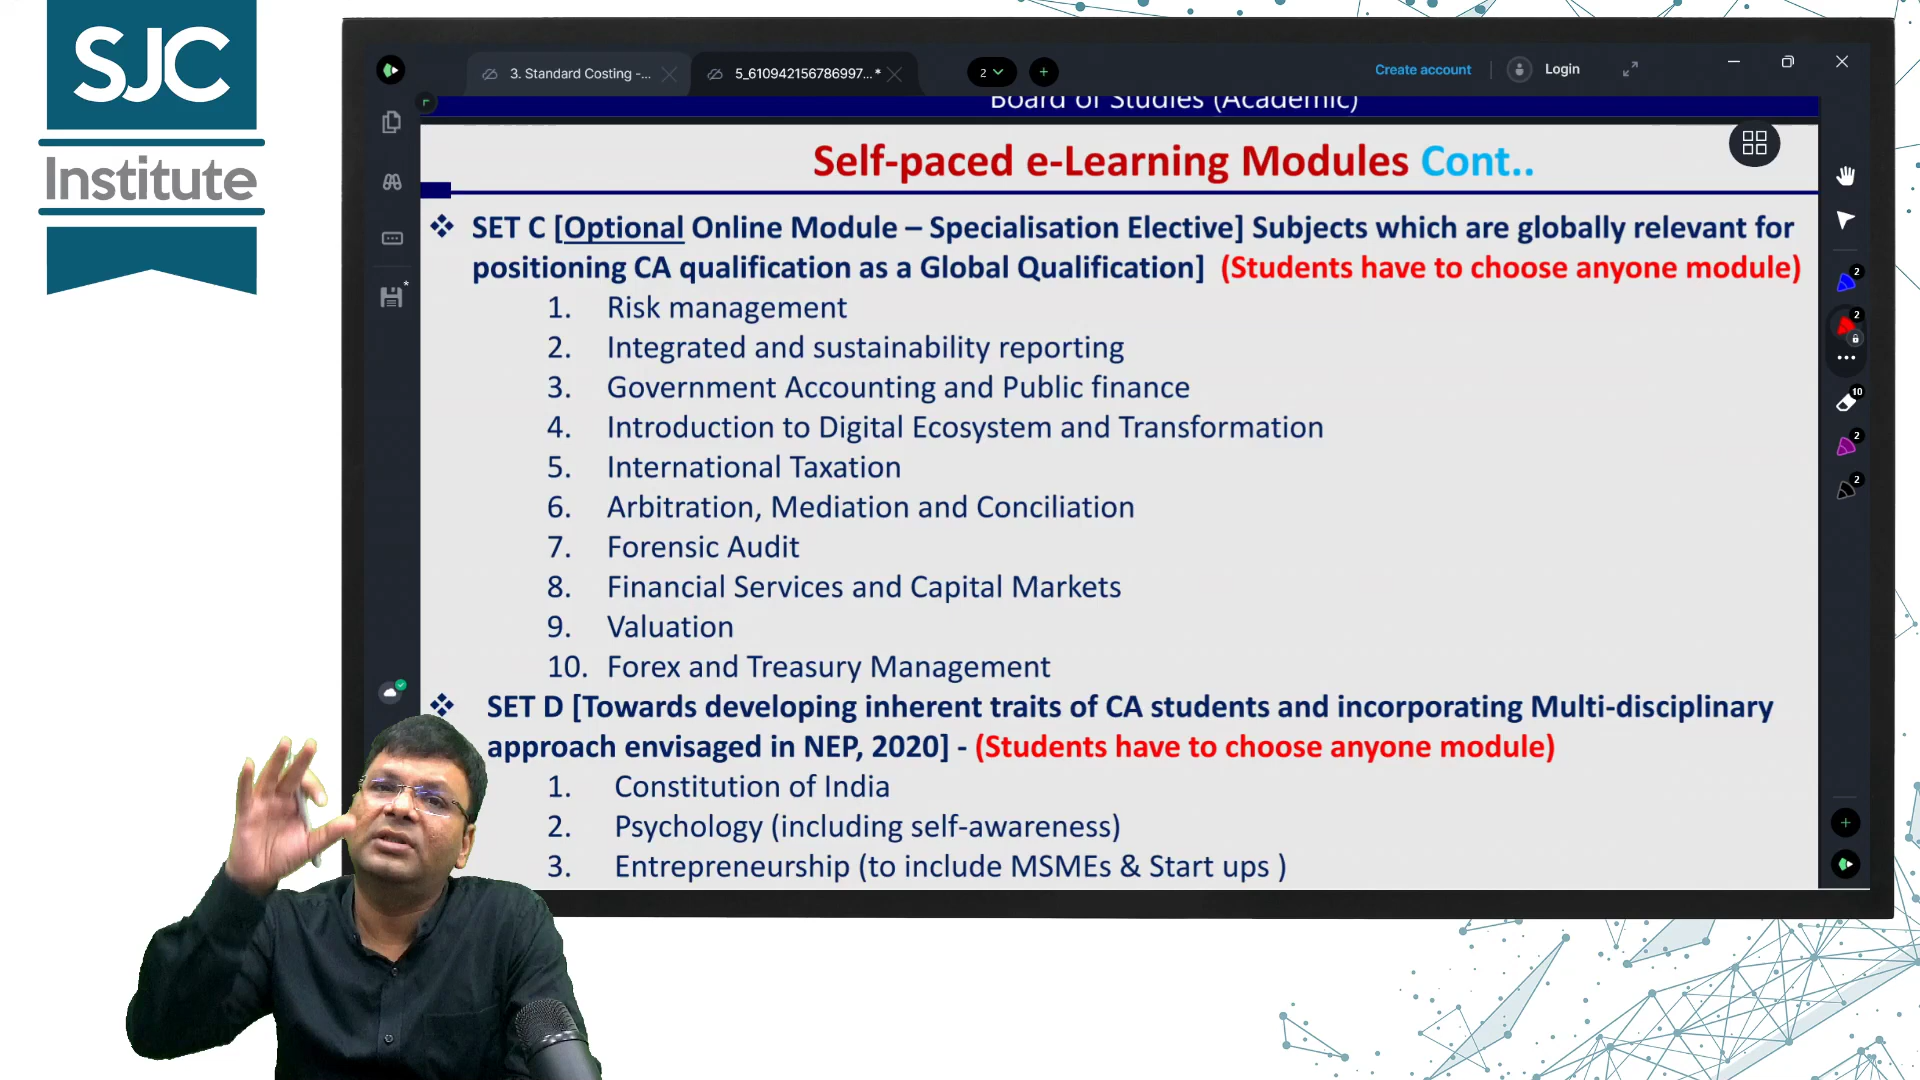 SJC
Institute
3. Standard Costing -...
5_610942156786997... *
2
Create account
Login
Board of Studies (Academic)
Self-paced e-Learning Modules Cont..
SET C [Optional Online Module – Specialisation Elective] Subjects which are globally relevant for
positioning CA qualification as a Global Qualification] (Students have to choose anyone module)
1. Risk management
2. Integrated and sustainability reporting
3. Government Accounting and Public finance
4. Introduction to Digital Ecosystem and Transformation
5. International Taxation
6. Arbitration, Mediation and Conciliation
7. Forensic Audit
8. Financial Services and Capital Markets
9. Valuation
10. Forex and Treasury Management
SET D [Towards developing inherent traits of CA students and incorporating Multi-disciplinary
approach envisaged in NEP, 2020] - (Students have to choose anyone module)
1. Constitution of India
2. Psychology (including self-awareness)
3. Entrepreneurship (to include MSMEs & Start ups )
2
2
10
2
2